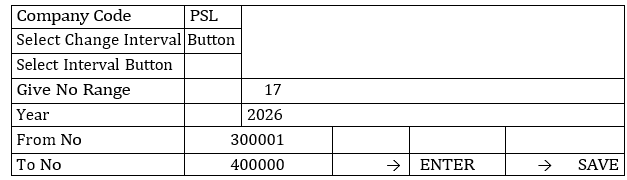 Company Code PSL
Select Change Interval Button
Select Interval Button
Give No Range 17
Year 2026
From No 300001
To No 400000 → ENTER → SAVE